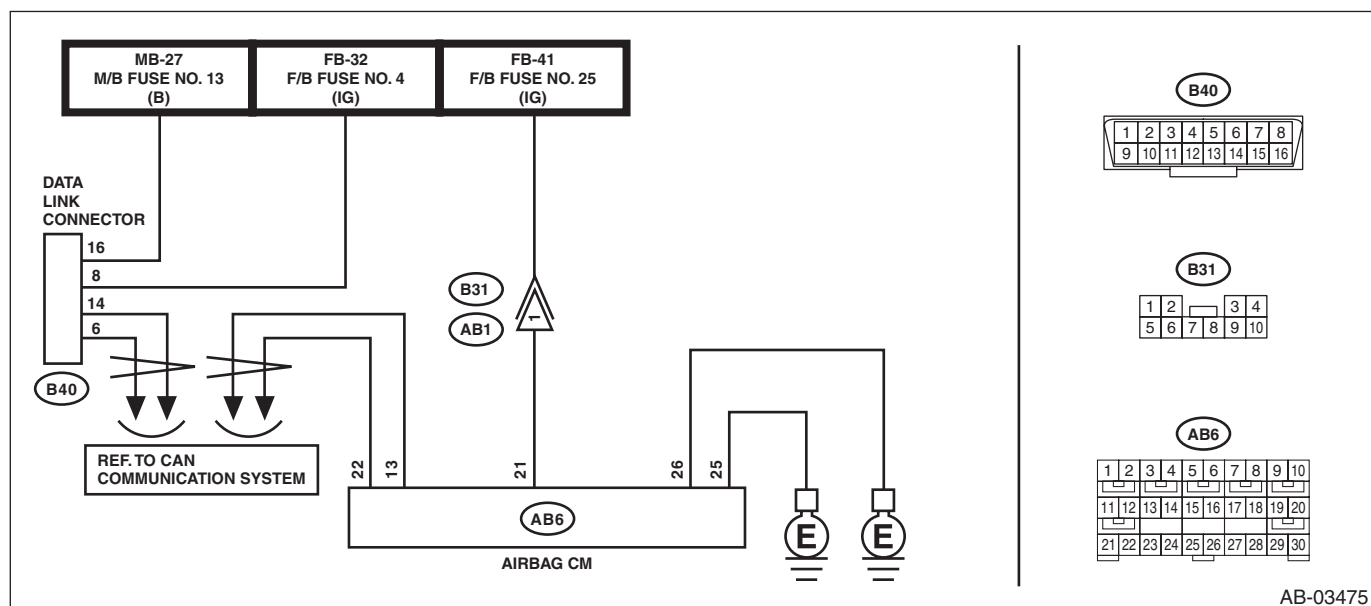 MB-27
M/B FUSE NO. 13
(B)
FB-32
F/B FUSE NO. 4
(IG)
FB-41
F/B FUSE NO. 25
(IG)
DATA
LINK
CONNECTOR
16
8
14
6
B40
B31
AB1
1
REF. TO CAN
COMMUNICATION SYSTEM
22
13
21
26
25
AB6
AIRBAG CM
E
E
B40
1 2 3 4 5 6 7 8
9 10 11 12 13 14 15 16
B31
1 2 3 4
5 6 7 8 9 10
AB6
1 2 3 4 5 6 7 8 9 10
11 12 13 14 15 16 17 18 19 20
21 22 23 24 25 26 27 28 29 30
AB-03475